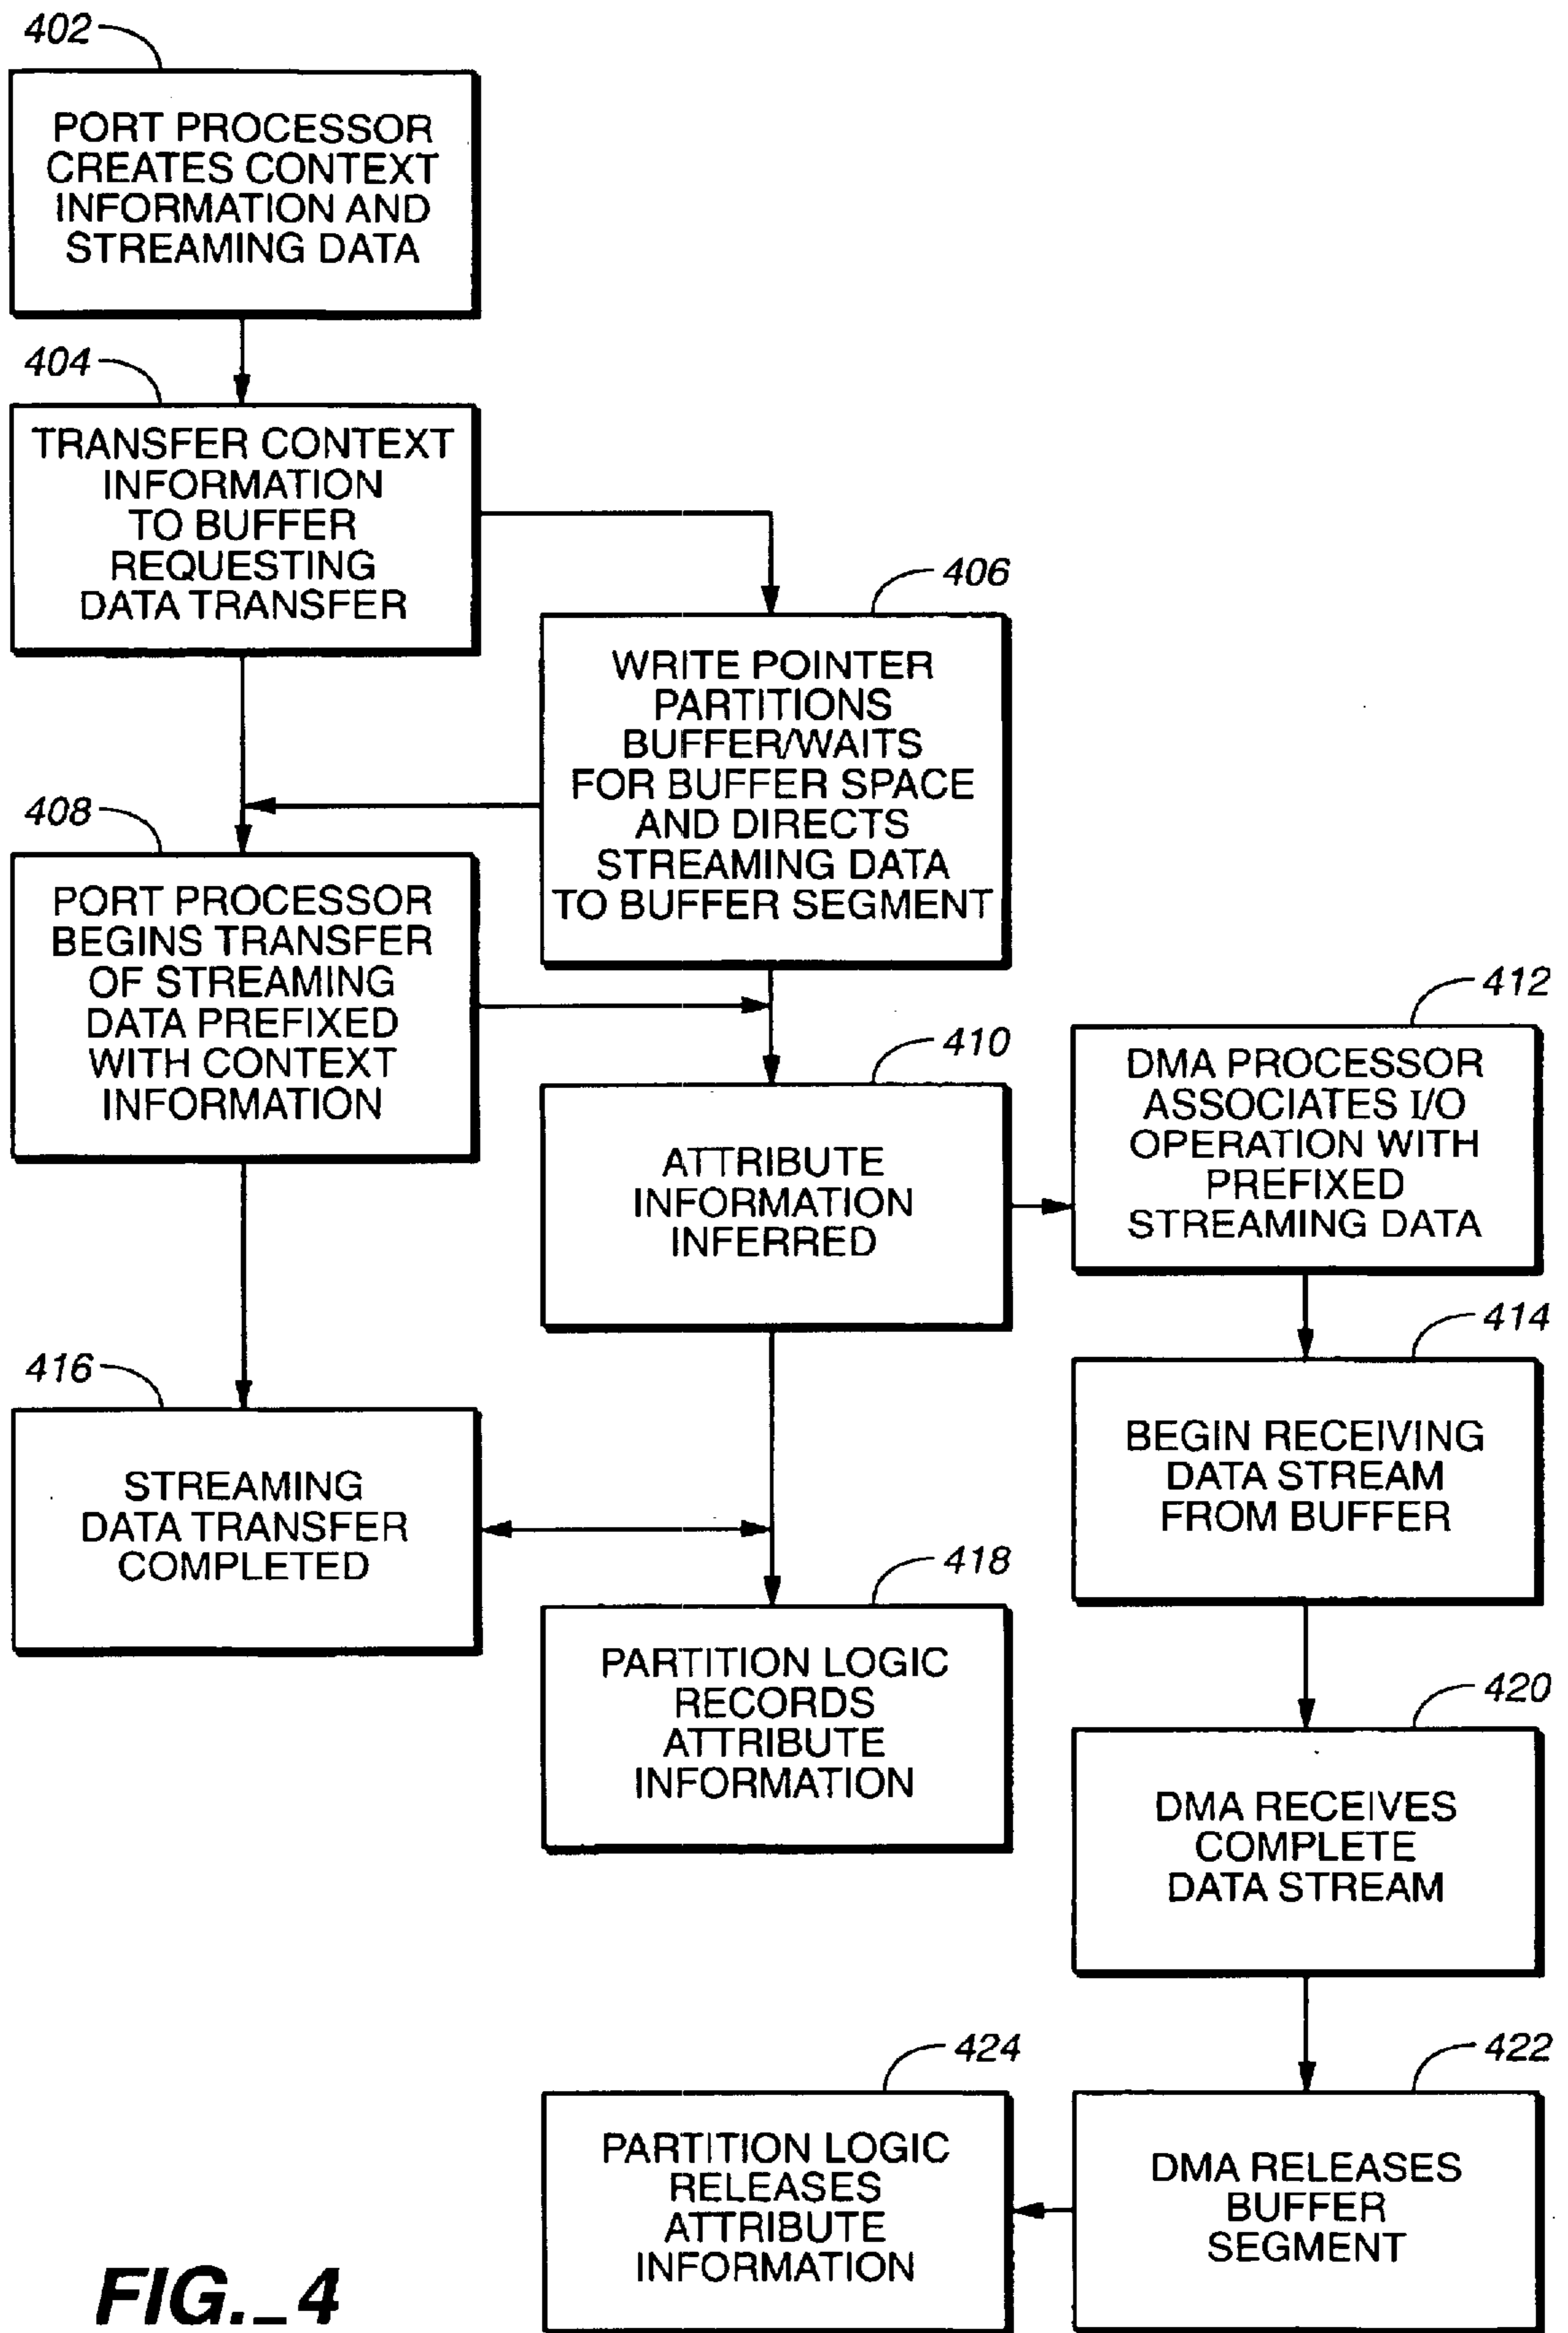 402
PORT PROCESSOR
CREATES CONTEXT
INFORMATION AND
STREAMING DATA
404
TRANSFER CONTEXT
INFORMATION
TO BUFFER
REQUESTING
DATA TRANSFER
406
WRITE POINTER
PARTITIONS
BUFFER/WAITS
FOR BUFFER SPACE
AND DIRECTS
STREAMING DATA
TO BUFFER SEGMENT
408
PORT PROCESSOR
BEGINS TRANSFER
OF STREAMING
DATA PREFIXED
WITH CONTEXT
INFORMATION
410
ATTRIBUTE
INFORMATION
INFERRED
412
DMA PROCESSOR
ASSOCIATES I/O
OPERATION WITH
PREFIXED
STREAMING DATA
414
BEGIN RECEIVING
DATA STREAM
FROM BUFFER
416
STREAMING
DATA TRANSFER
COMPLETED
418
PARTITION LOGIC
RECORDS
ATTRIBUTE
INFORMATION
420
DMA RECEIVES
COMPLETE
DATA STREAM
422
DMA RELEASES
BUFFER
SEGMENT
424
PARTITION LOGIC
RELEASES
ATTRIBUTE
INFORMATION
FIG._4